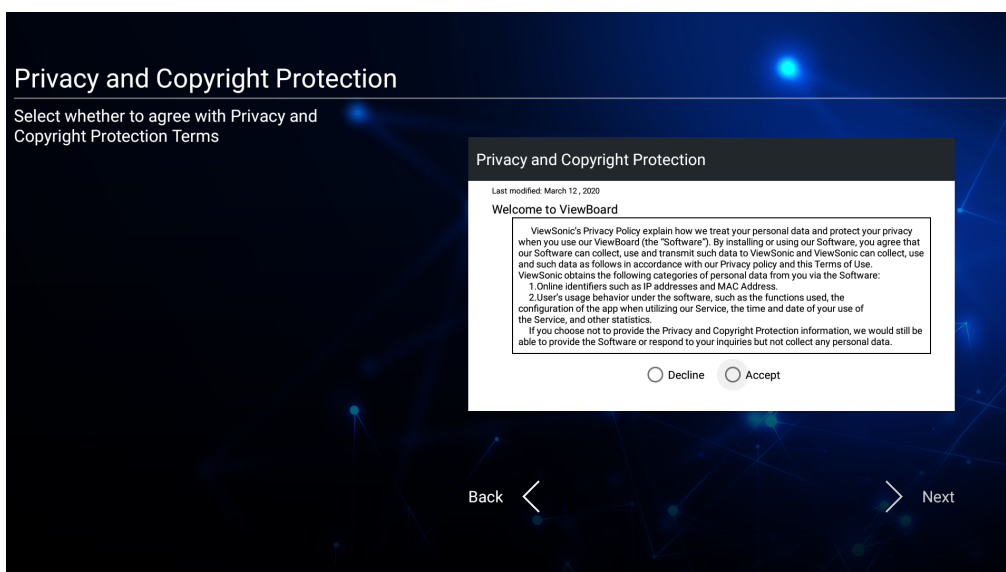 Privacy and Copyright Protection
Select whether to agree with Privacy and
Copyright Protection Terms
Privacy and Copyright Protection
Last modified: March 12 , 2020
Welcome to ViewBoard
ViewSonic's Privacy Policy explain how we treat your personal data and protect your privacy
when you use our ViewBoard (the "Software"). By installing or using our Software, you agree that
our Software can collect, use and transmit such data to ViewSonic and ViewSonic can collect, use
and such data as follows in accordance with our Privacy policy and this Terms of Use.
ViewSonic obtains the following categories of personal data from you via the Software:
1.Online identifiers such as IP addresses and MAC Address.
2.User's usage behavior under the software, such as the functions used, the
configuration of the app when utilizing our Service, the time and date of your use of
the Service, and other statistics.
If you choose not to provide the Privacy and Copyright Protection information, we would still be
able to provide the Software or respond to your inquiries but not collect any personal data.
Decline Accept
Back Next